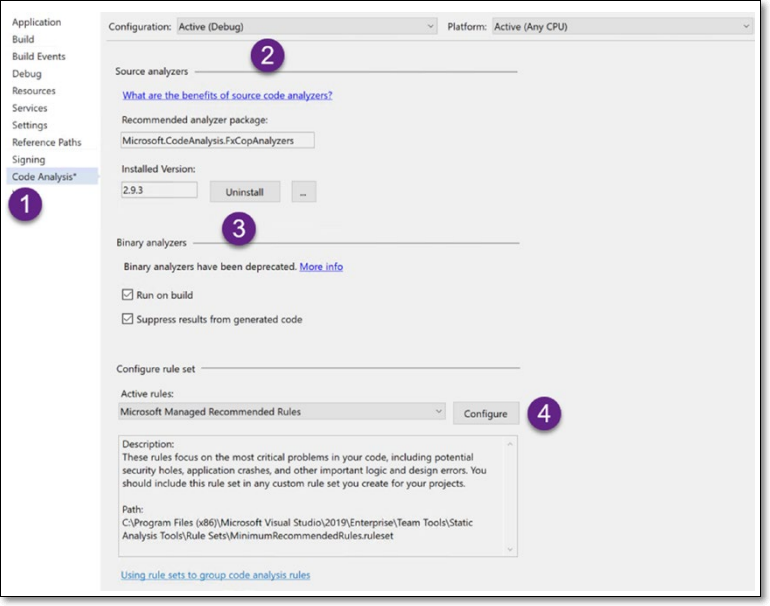 Application
Build
Build Events
Debug
Resources
Services
Settings
Reference Paths
Signing
Code Analysis*
1
Configuration: Active (Debug) Platform: Active (Any CPU)
2
Source analyzers
What are the benefits of source code analyzers?
Recommended analyzer package:
Microsoft.CodeAnalysis.FxCopAnalyzers
Installed Version:
2.9.3 Uninstall ...
3
Binary analyzers
Binary analyzers have been deprecated. More info
Run on build
Suppress results from generated code
Configure rule set
Active rules:
Microsoft Managed Recommended Rules Configure 4
Description:
These rules focus on the most critical problems in your code, including potential
security holes, application crashes, and other important logic and design errors. You
should include this rule set in any custom rule set you create for your projects.
Path:
C:\Program Files (x86)\Microsoft Visual Studio\2019\Enterprise\Team Tools\Static
Analysis Tools\Rule Sets\MinimumRecommendedRules.ruleset
Using rule sets to group code analysis rules